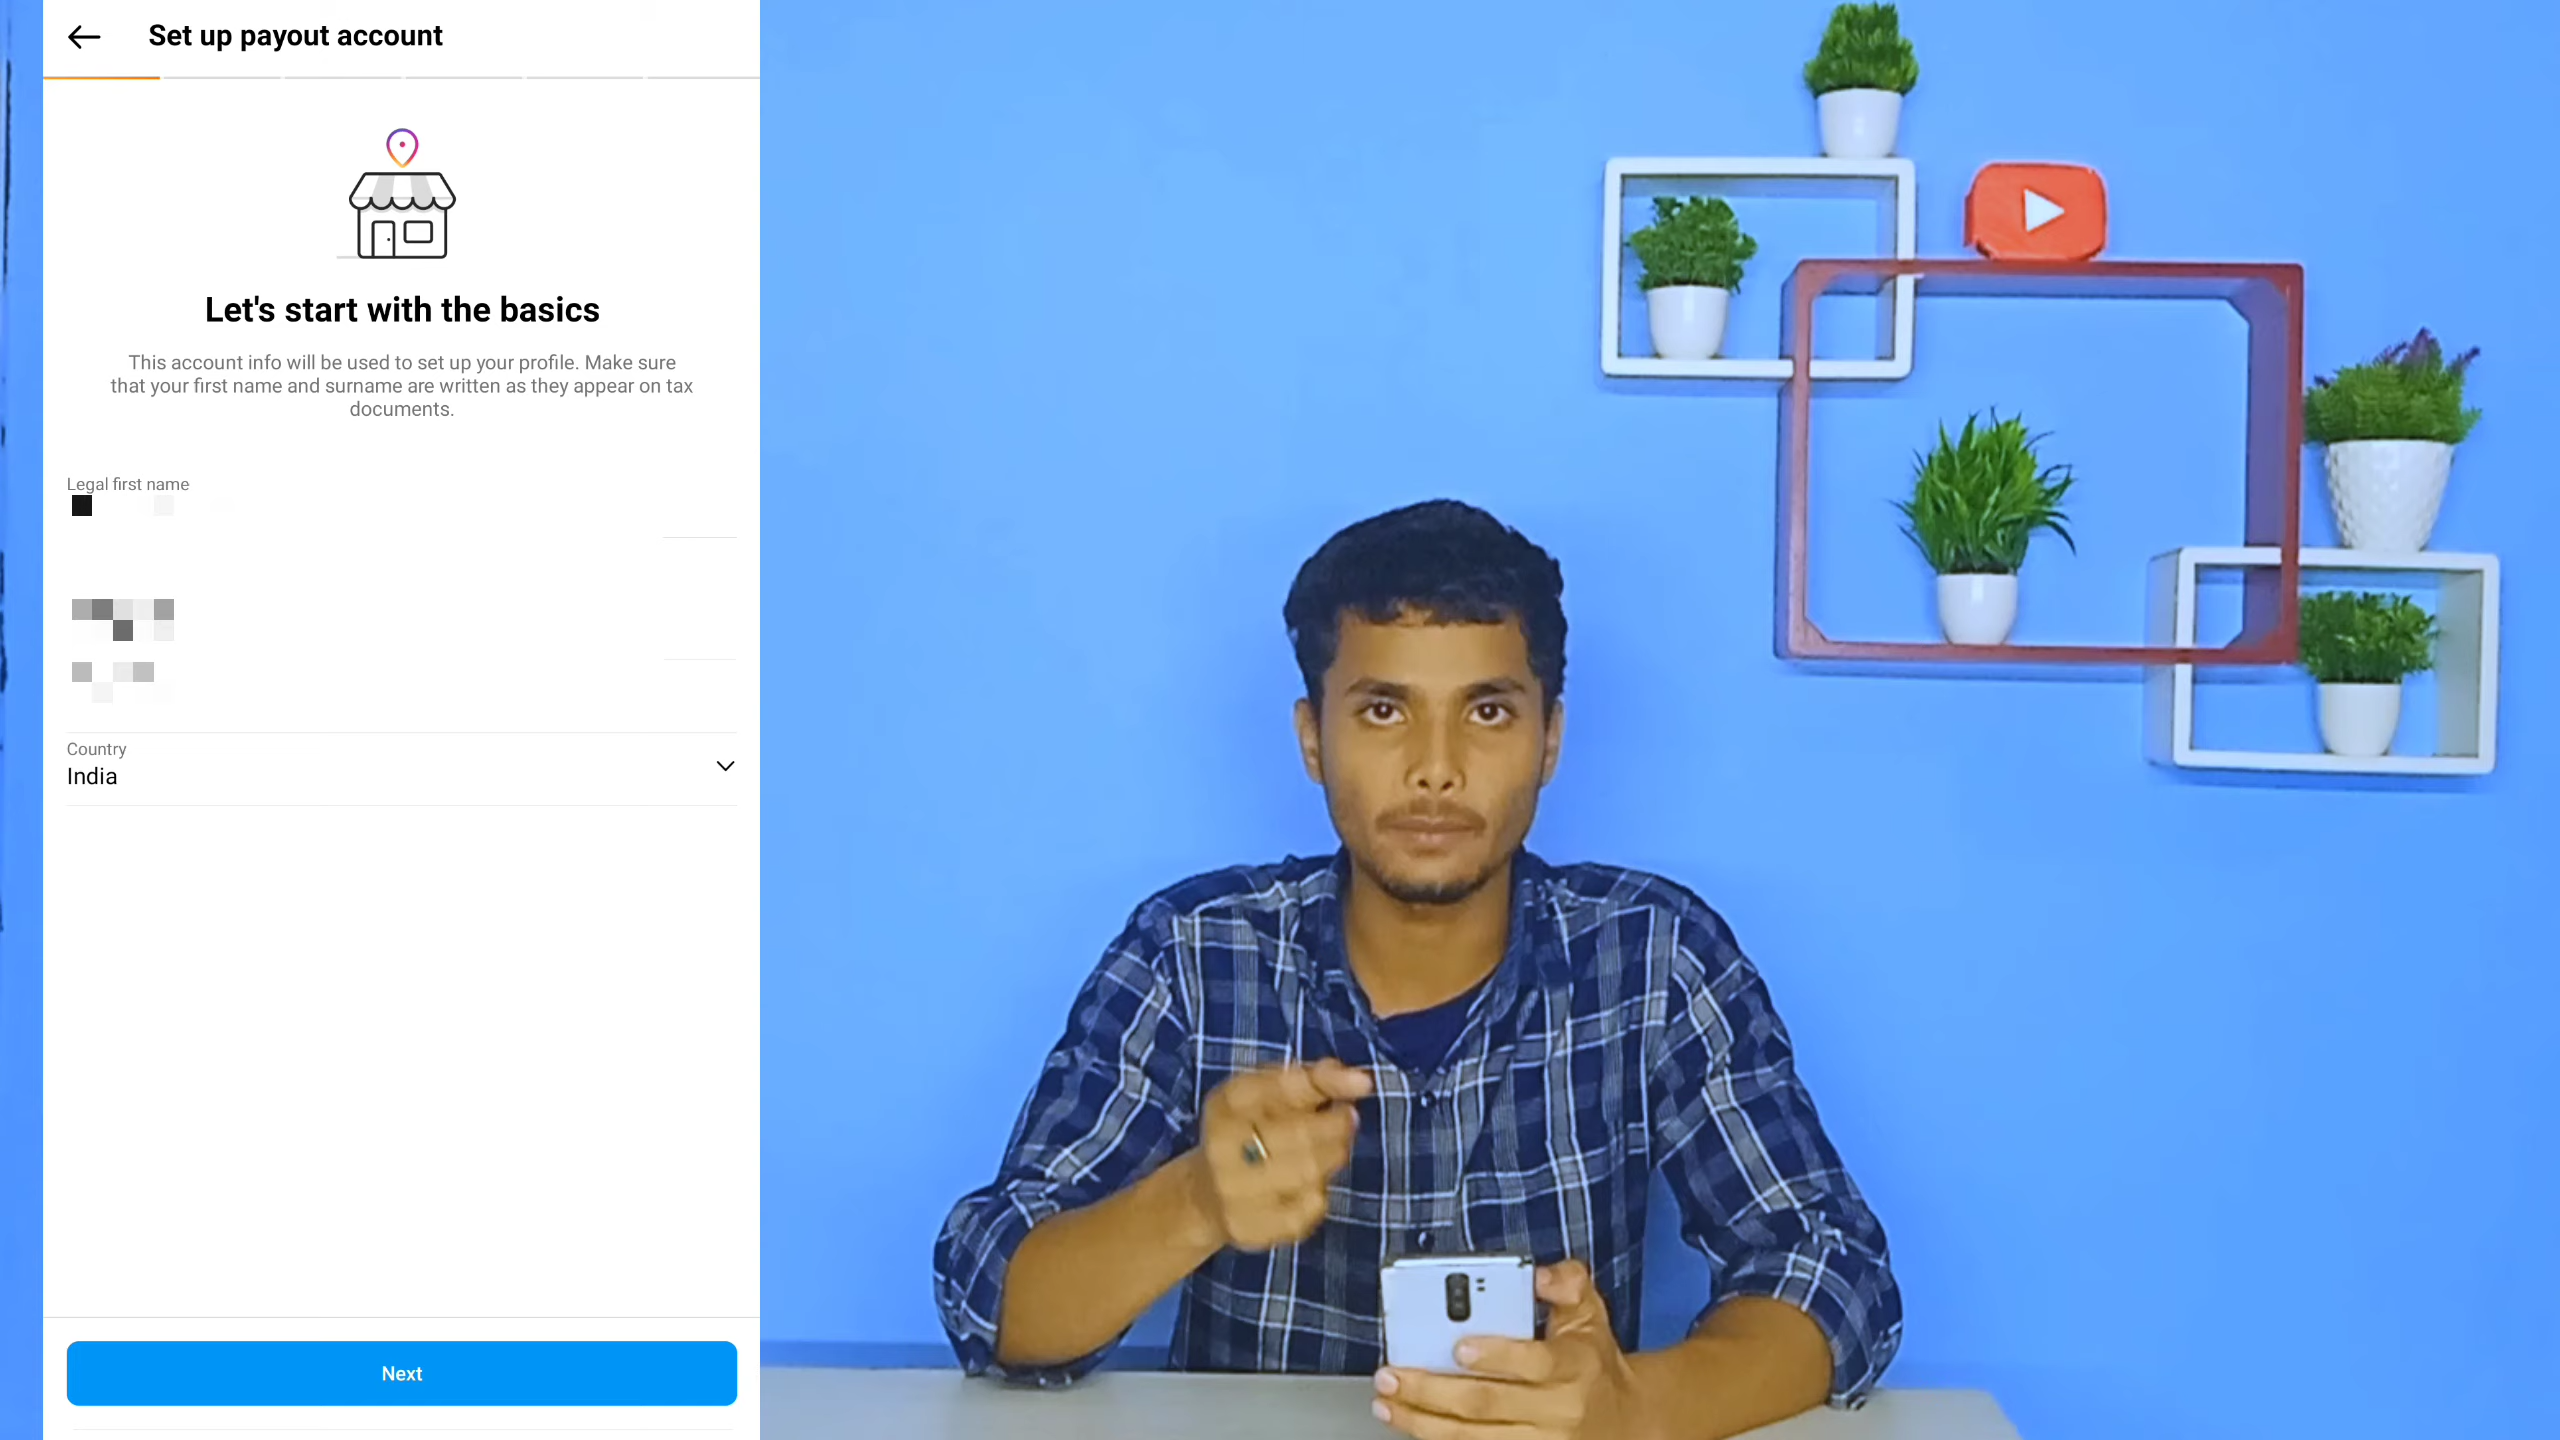 Set up payout account
Let's start with the basics
This account info will be used to set up your profile. Make sure
that your first name and surname are written as they appear on tax
documents.
Legal first name
Country
India
Next